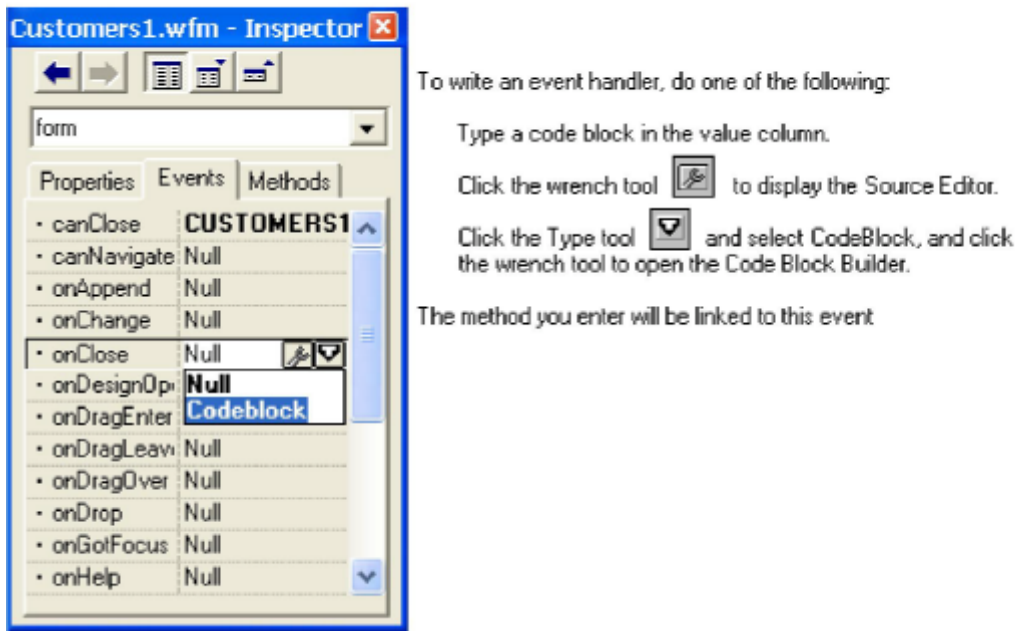 Customers1.wfm - Inspector
form
Properties Events Methods
canClose CUSTOMERS1
canNavigate Null
onAppend Null
onChange Null
onClose Null
Null
Codeblock
onDesignOp
onDragEnter
onDragLeav Null
onDragOver Null
onDrop Null
onGotFocus Null
onHelp Null
To write an event handler, do one of the following:
Type a code block in the value column.
Click the wrench tool to display the Source Editor.
Click the Type tool and select CodeBlock, and click
the wrench tool to open the Code Block Builder.
The method you enter will be linked to this event